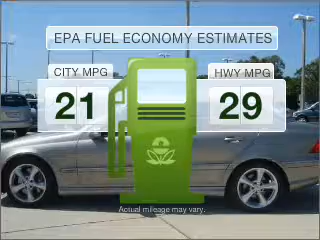 EPA FUEL ECONOMY ESTIMATES
CITY MPG
HWY MPG
21
29
Actual mileage may vary.